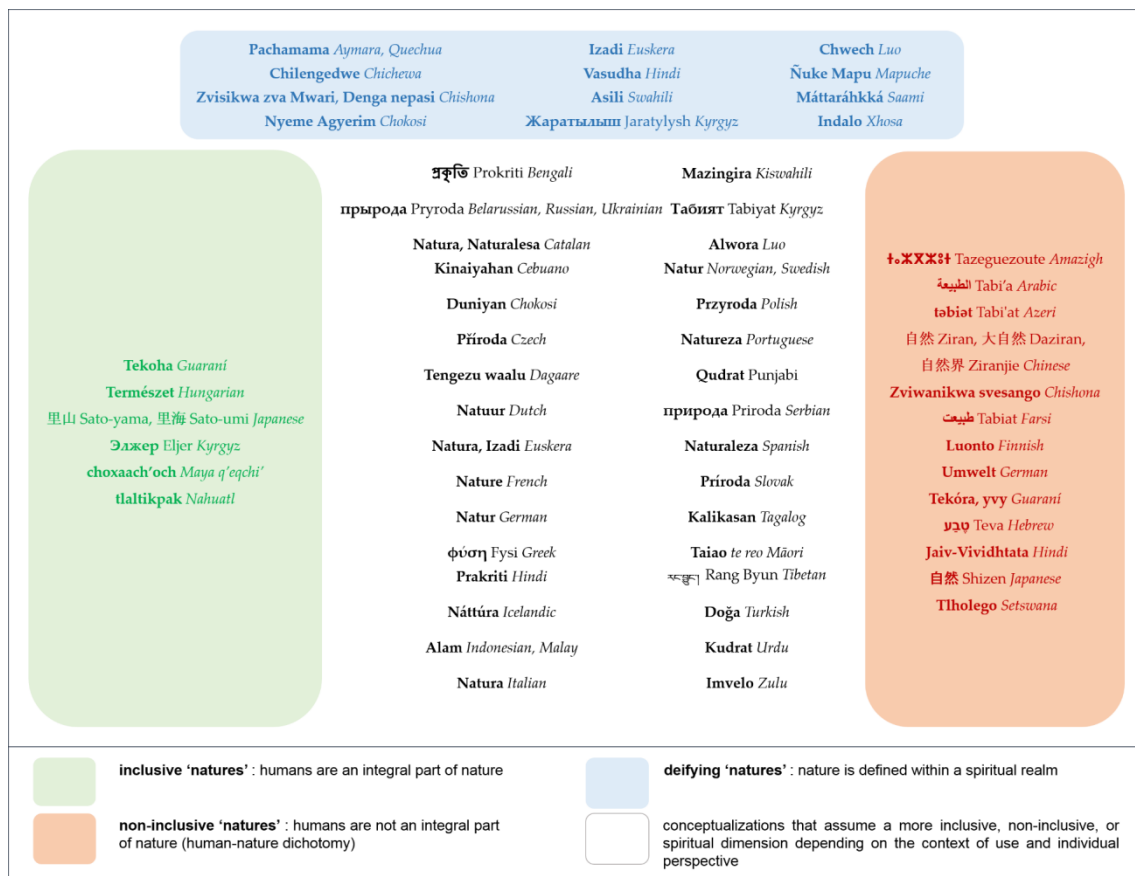 Pachamama Aymara, Quechua
Chilengedwe Chichewa
Zvisikwa zva Mwari, Denga nepasi Chishona
Nyeme Agyerim Chokosi
Izadi Euskera
Vasudha Hindi
Asili Swahili
Жаратылыш Jaratylysh Kyrgyz
Chwech Luo
Ñuke Mapu Mapuche
Máttaráhkká Saami
Indalo Xhosa
Tekoha Guaraní
Természet Hungarian
里山 Sato-yama, 里海 Sato-umi Japanese
Элжер Eljer Kyrgyz
choxaach'och Maya q'eqchi'
tlaltikpak Nahuatl
প্রকৃতি Prokriti Bengali
прырода Pryroda Belarussian, Russian, Ukrainian
Natura, Naturalesa Catalan
Kinaiyahan Cebuano
Duniyan Chokosi
Příroda Czech
Tengezu waalu Dagaare
Natuur Dutch
Natura, Izadi Euskera
Nature French
Natur German
φύση Fysi Greek
Prakriti Hindi
Náttúra Icelandic
Alam Indonesian, Malay
Natura Italian
Mazingira Kiswahili
Табият Tabiyat Kyrgyz
Alwora Luo
Natur Norwegian, Swedish
Przyroda Polish
Natureza Portuguese
Qudrat Punjabi
природа Priroda Serbian
Naturaleza Spanish
Príroda Slovak
Kalikasan Tagalog
Taiao te reo Māori
Rang Byun Tibetan
Doğa Turkish
Kudrat Urdu
Imvelo Zulu
ⵜⴰⵣⴳⵣⵓⵜ Tazeguezoute Amazigh
الطبيعة Tabi'a Arabic
təbiət Tabi'at Azeri
自然 Ziran, 大自然 Daziran,
自然界 Ziranjie Chinese
Zviwanikwa svesango Chishona
طبیعت Tabiat Farsi
Luonto Finnish
Umwelt German
Tekóra, yvy Guaraní
טֶבַע Teva Hebrew
Jaiv-Vividhtata Hindi
自然 Shizen Japanese
Tlholego Setswana
inclusive 'natures' : humans are an integral part of nature
non-inclusive 'natures' : humans are not an integral part
of nature (human-nature dichotomy)
deifying 'natures' : nature is defined within a spiritual realm
conceptualizations that assume a more inclusive, non-inclusive, or
spiritual dimension depending on the context of use and individual
perspective